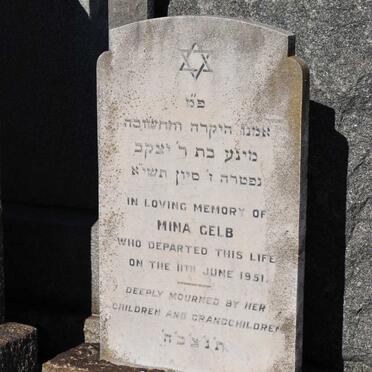 פ״מ
אמנו היקרה והחשובה
מינע בת ר׳ יצקב
נפטרה ז׳ סיון תשי״א
IN LOVING MEMORY OF
MINA GELB
WHO DEPARTED THIS LIFE
ON THE 11TH JUNE 1951.
DEEPLY MOURNED BY HER
CHILDREN AND GRANDCHILDREN
ת׳נ׳צ׳ב׳ה׳